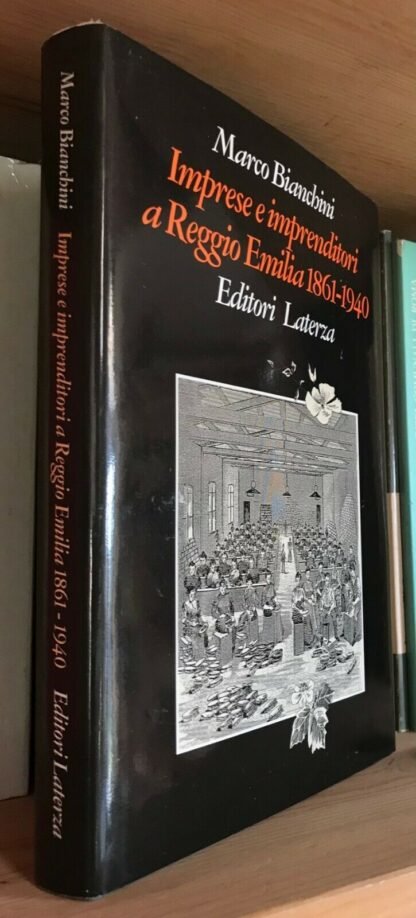 Marco Bianchini
Imprese e imprenditori
a Reggio Emilia 1861-1940
Editori Laterza
Marco Bianchini Imprese e imprenditori a Reggio Emilia 1861-1940 Editori Laterza